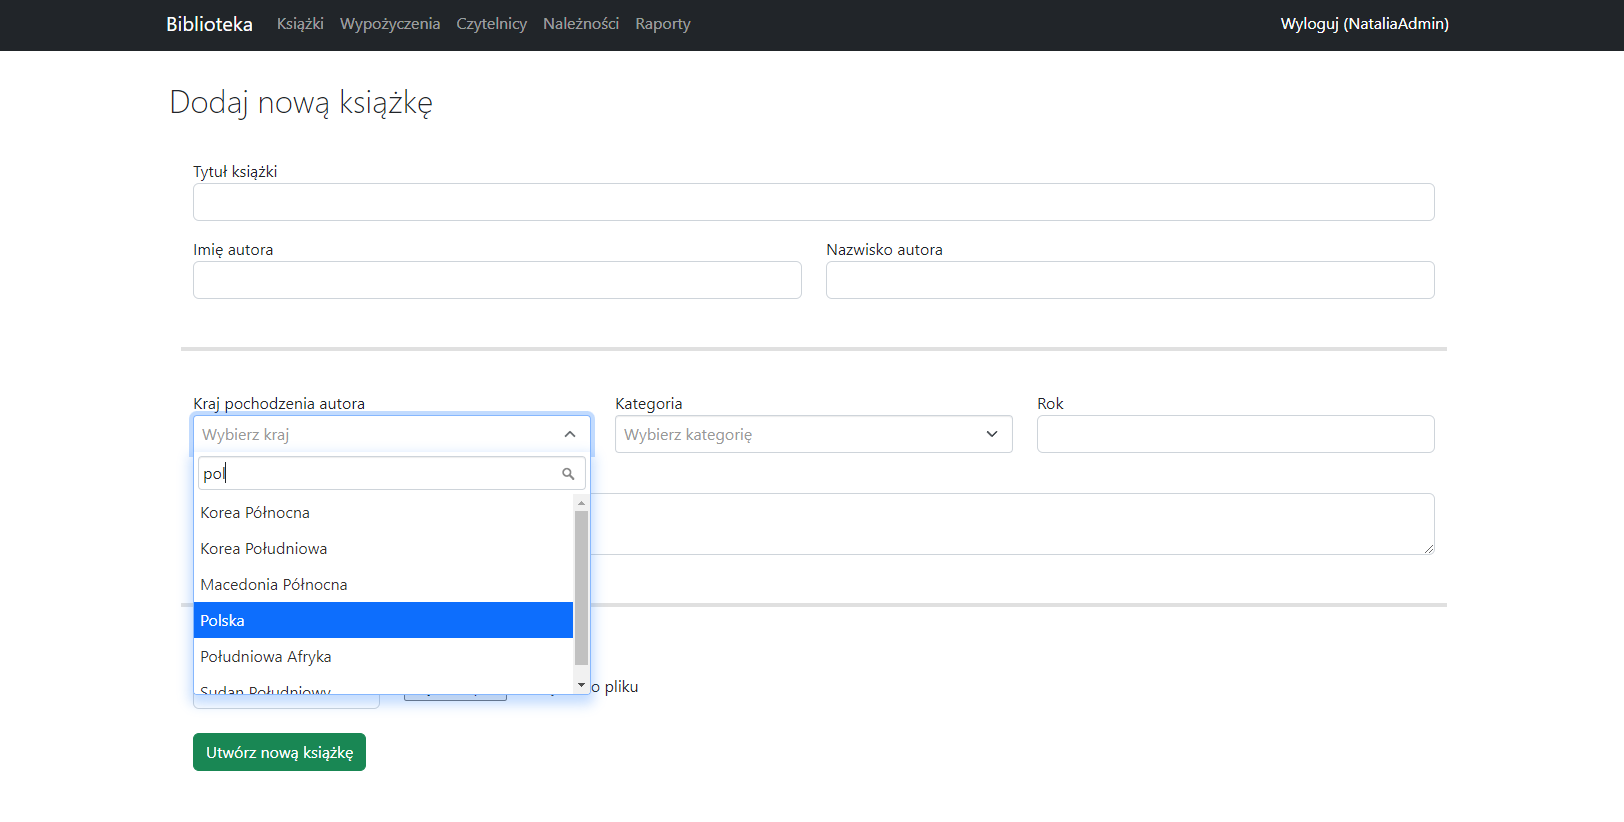 Biblioteka Książki Wypożyczenia Czytelnicy Należności Raporty Wyloguj (NataliaAdmin)
Dodaj nową książkę
Tytuł książki
Imię autora Nazwisko autora
Kraj pochodzenia autora Kategoria Rok
Wybierz kraj Wybierz kategorię
pol
Korea Północna
Korea Południowa
Macedonia Północna
Polska
Południowa Afryka
Sudan Południowy
o pliku
Utwórz nową książkę